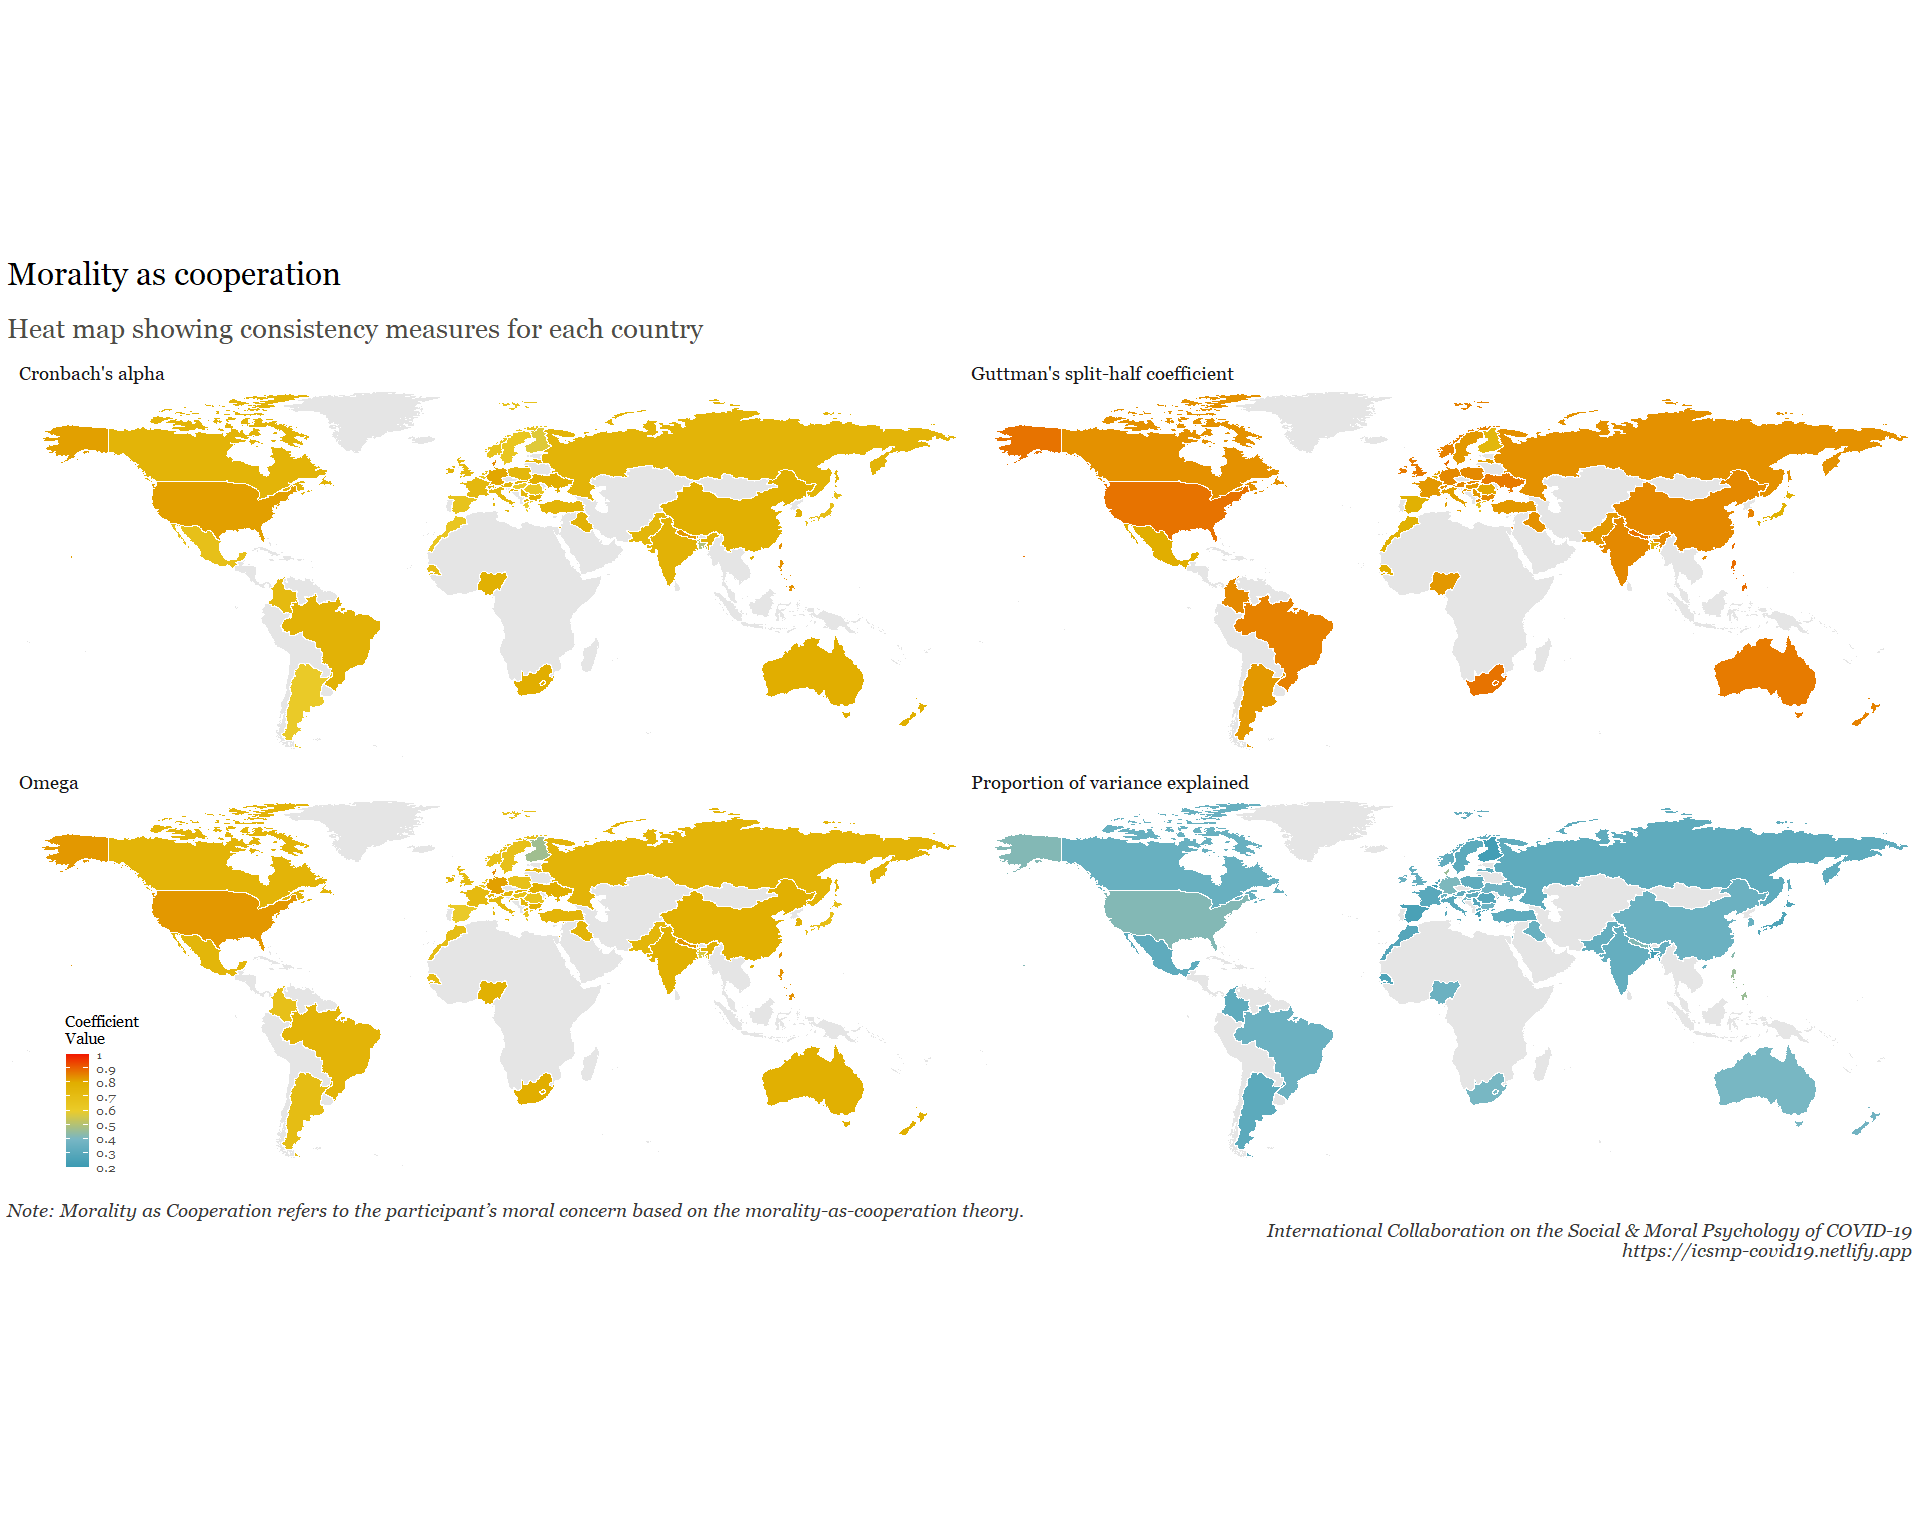 Morality as cooperation
Heat map showing consistency measures for each country
Cronbach's alpha
Guttman's split-half coefficient
Omega
Proportion of variance explained
Coefficient
Value
1
0.9
0.8
0.7
0.6
0.5
0.4
0.3
0.2
Note: Morality as Cooperation refers to the participant’s moral concern based on the morality-as-cooperation theory.
International Collaboration on the Social & Moral Psychology of COVID-19
https://icsmp-covid19.netlify.app